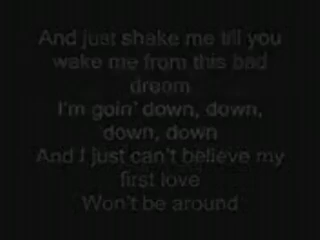 And just shake me till you
wake me from this bad
dream
I'm goin' down, down,
down, down
And I just can't believe my
first love
Won't be around